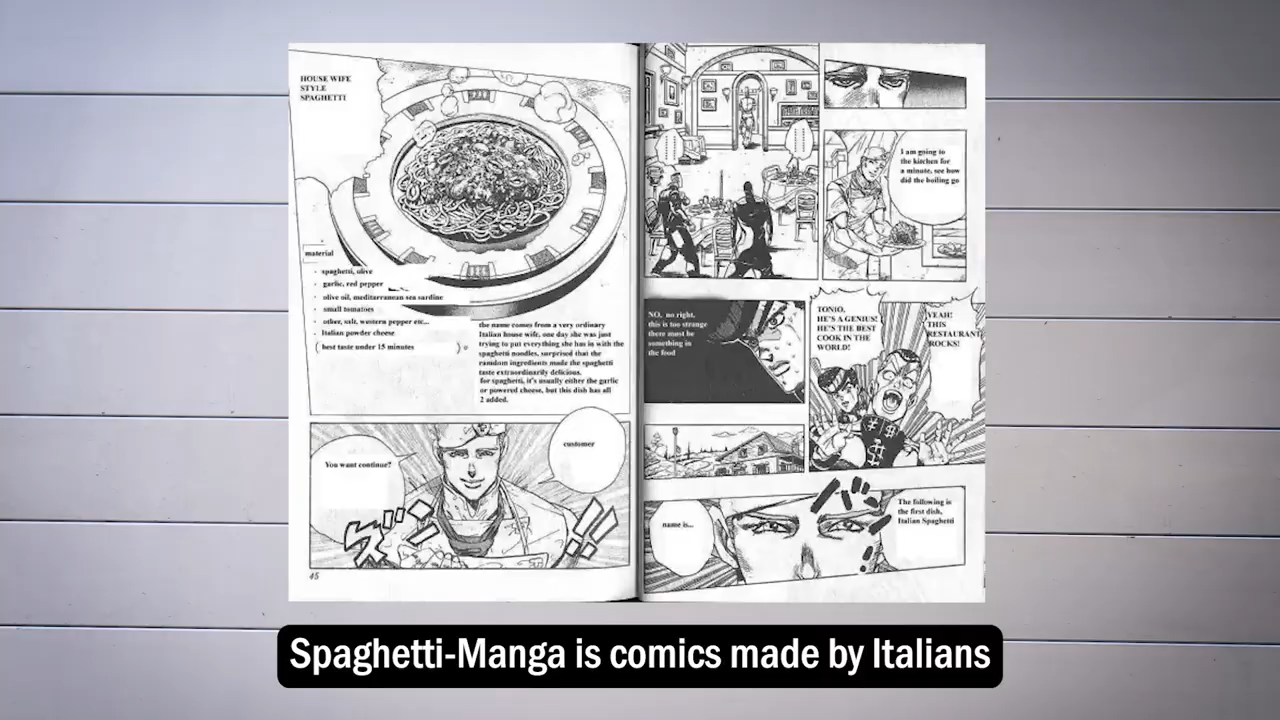 HOUSE WIFE
STYLE
SPAGHETTI
material
· spaghetti, olive
· garlic, red pepper
· olive oil, mediterranean sea sardine
· small tomatoes
· other, salt, western pepper etc...
· Italian powder cheese
( best taste under 15 minutes ) 。
the name comes from a very ordinary
Italian house wife, one day she was just
trying to put everything she has in with the
spaghetti noodles, surprised that the
ramdom ingredients made the spaghetti
taste extraordinarily delicious.
for spaghetti, it's usually either the garlic
or powered cheese, but this dish has all
2 added.
customer
You want continue?
ズジッ
!!
45
I am going to
the kitchen for
a minute, see how
did the boiling go
NO, no right,
this is too strange
there must be
something in
the food
TONIO,
HE'S A GENIUS!
HE'S THE BEST
COOK IN THE
WORLD!
YEAH!
THIS
RESTAURANT
ROCKS!
name is...
バン
The following is
the first dish,
Italian Spaghetti
Spaghetti-Manga is comics made by Italians